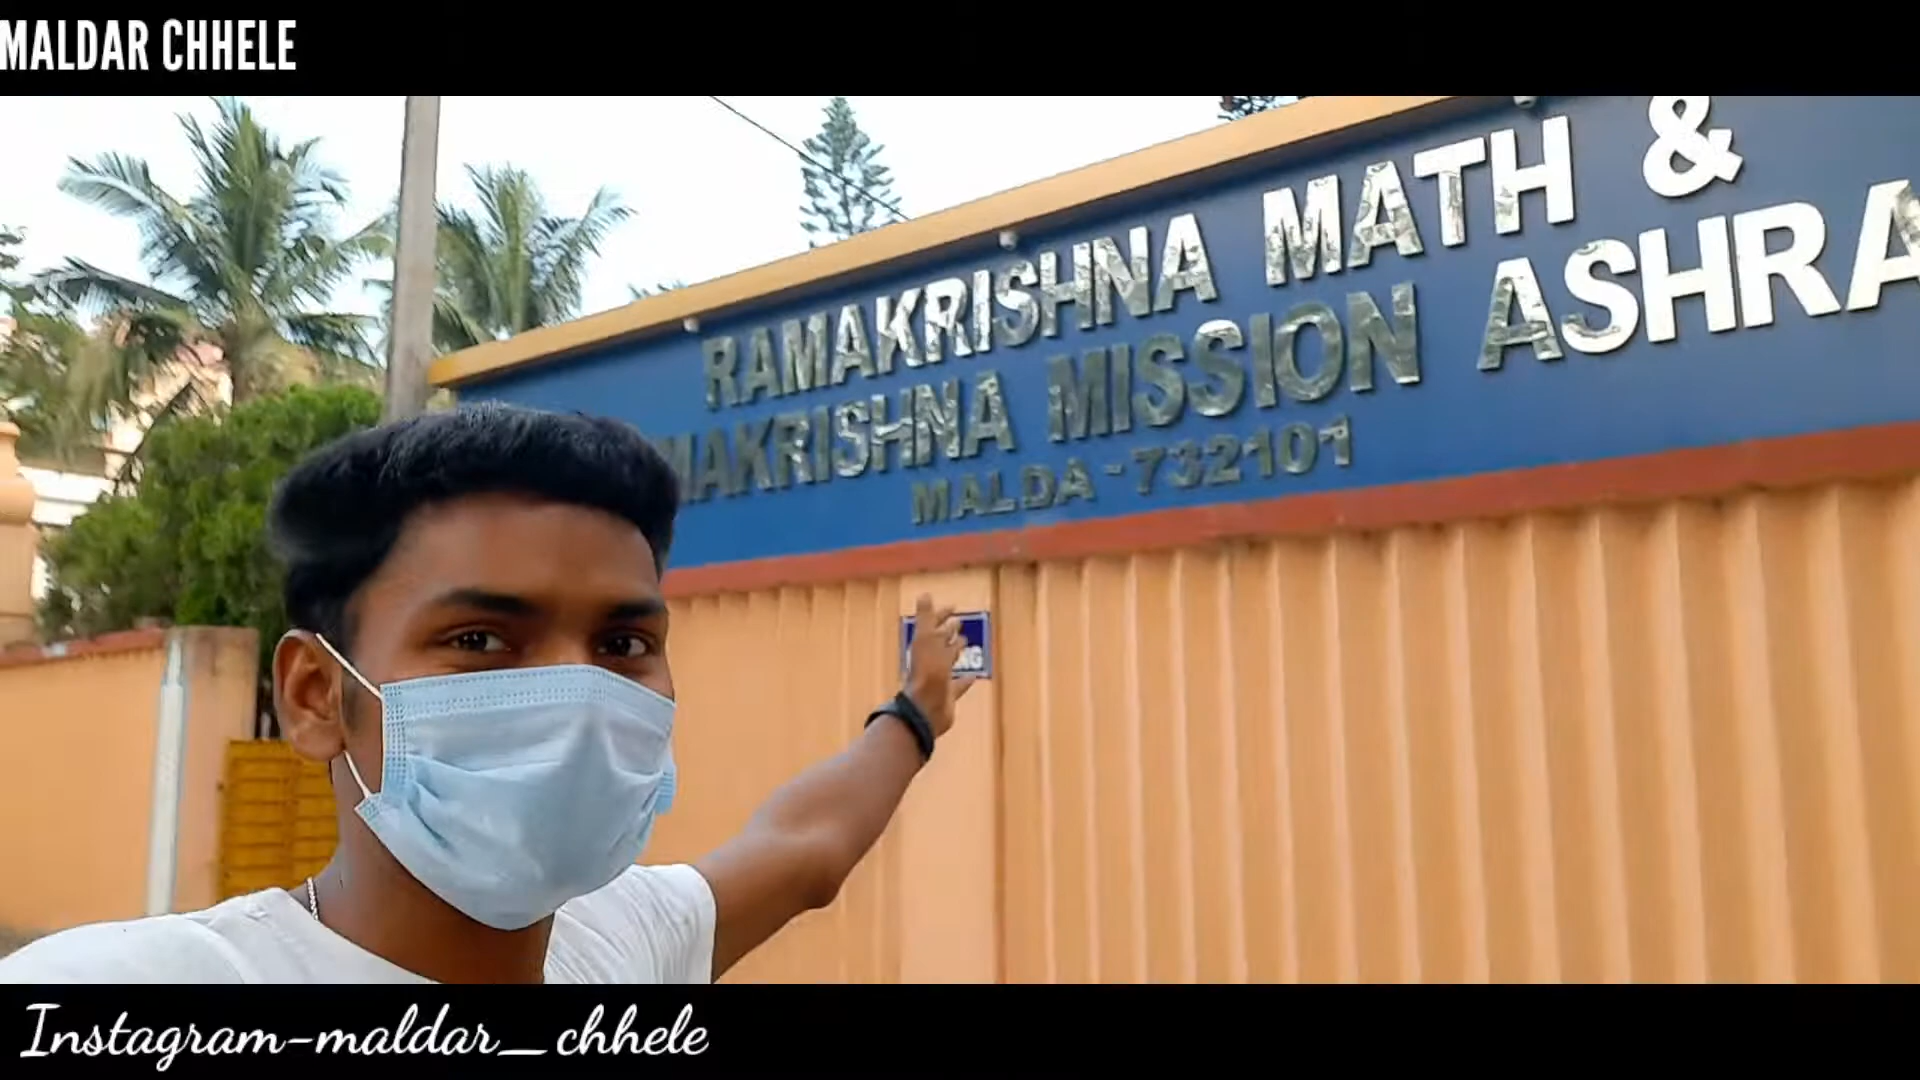 MALDAR CHHELE
RAMAKRISHNA MATH &
MAKRISHNA MISSION ASHRA
MALDA-732101
Instagram-maldar_chhele